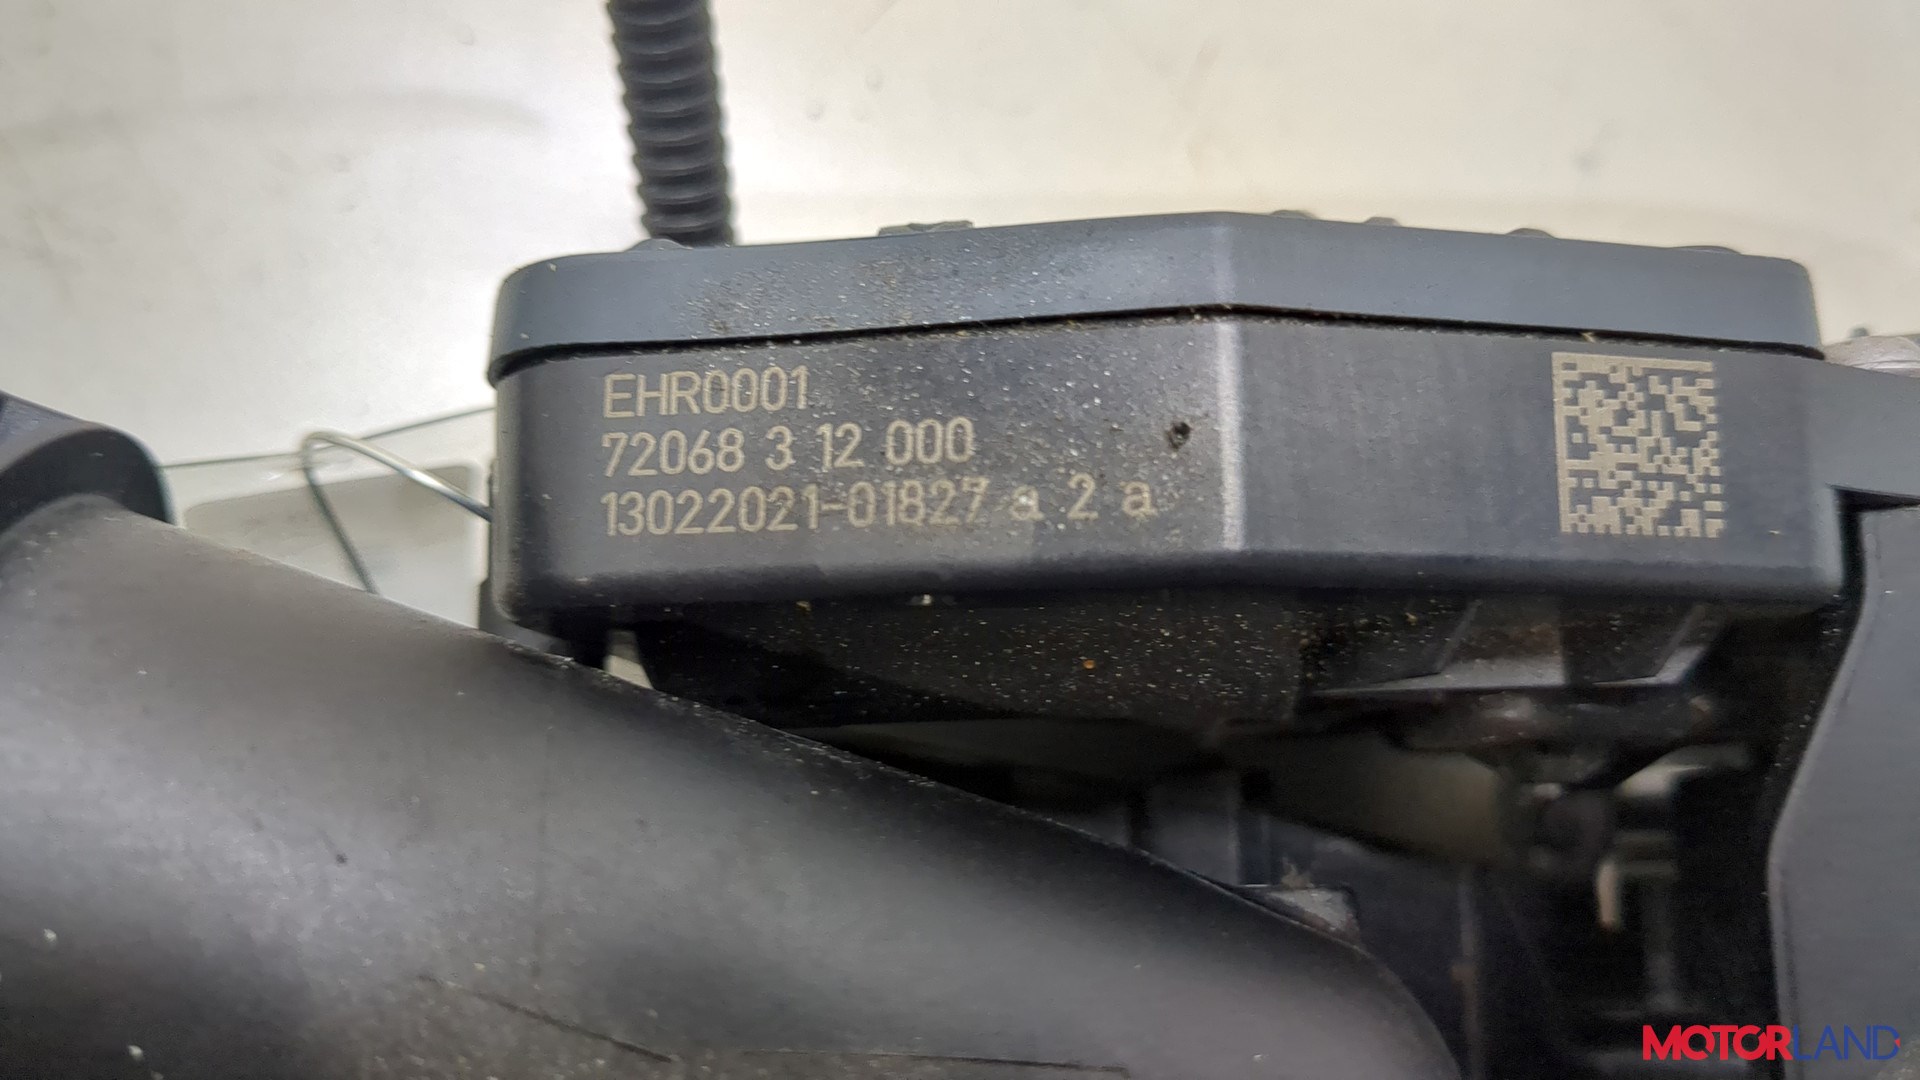 EHR0001
72068 3 12 000
13022021-01827 a 2 a
MOTORLAND